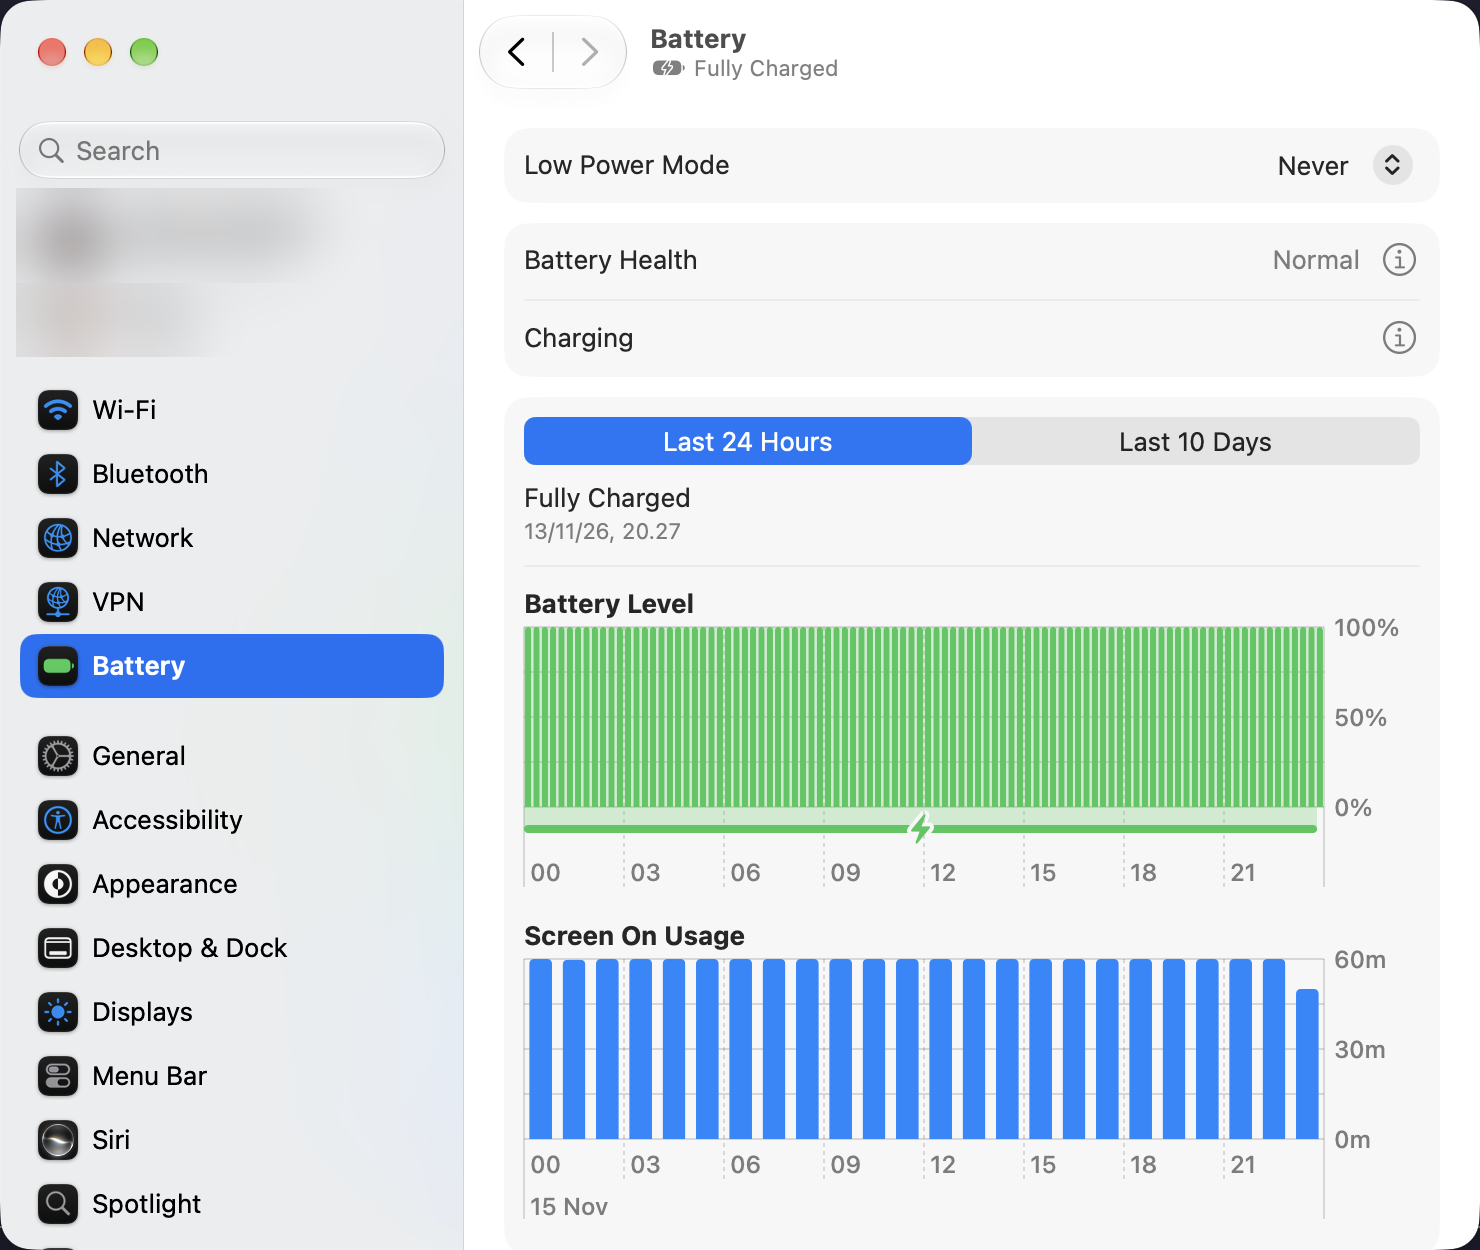 Search
Wi-Fi
Bluetooth
Network
VPN
Battery
General
Accessibility
Appearance
Desktop & Dock
Displays
Menu Bar
Siri
Spotlight
Battery
Fully Charged
Low Power Mode Never
Battery Health Normal
Charging
Last 24 Hours Last 10 Days
Fully Charged
13/11/26, 20.27
Battery Level
100%
50%
0%
00 03 06 09 12 15 18 21
Screen On Usage
60m
30m
0m
00 03 06 09 12 15 18 21
15 Nov